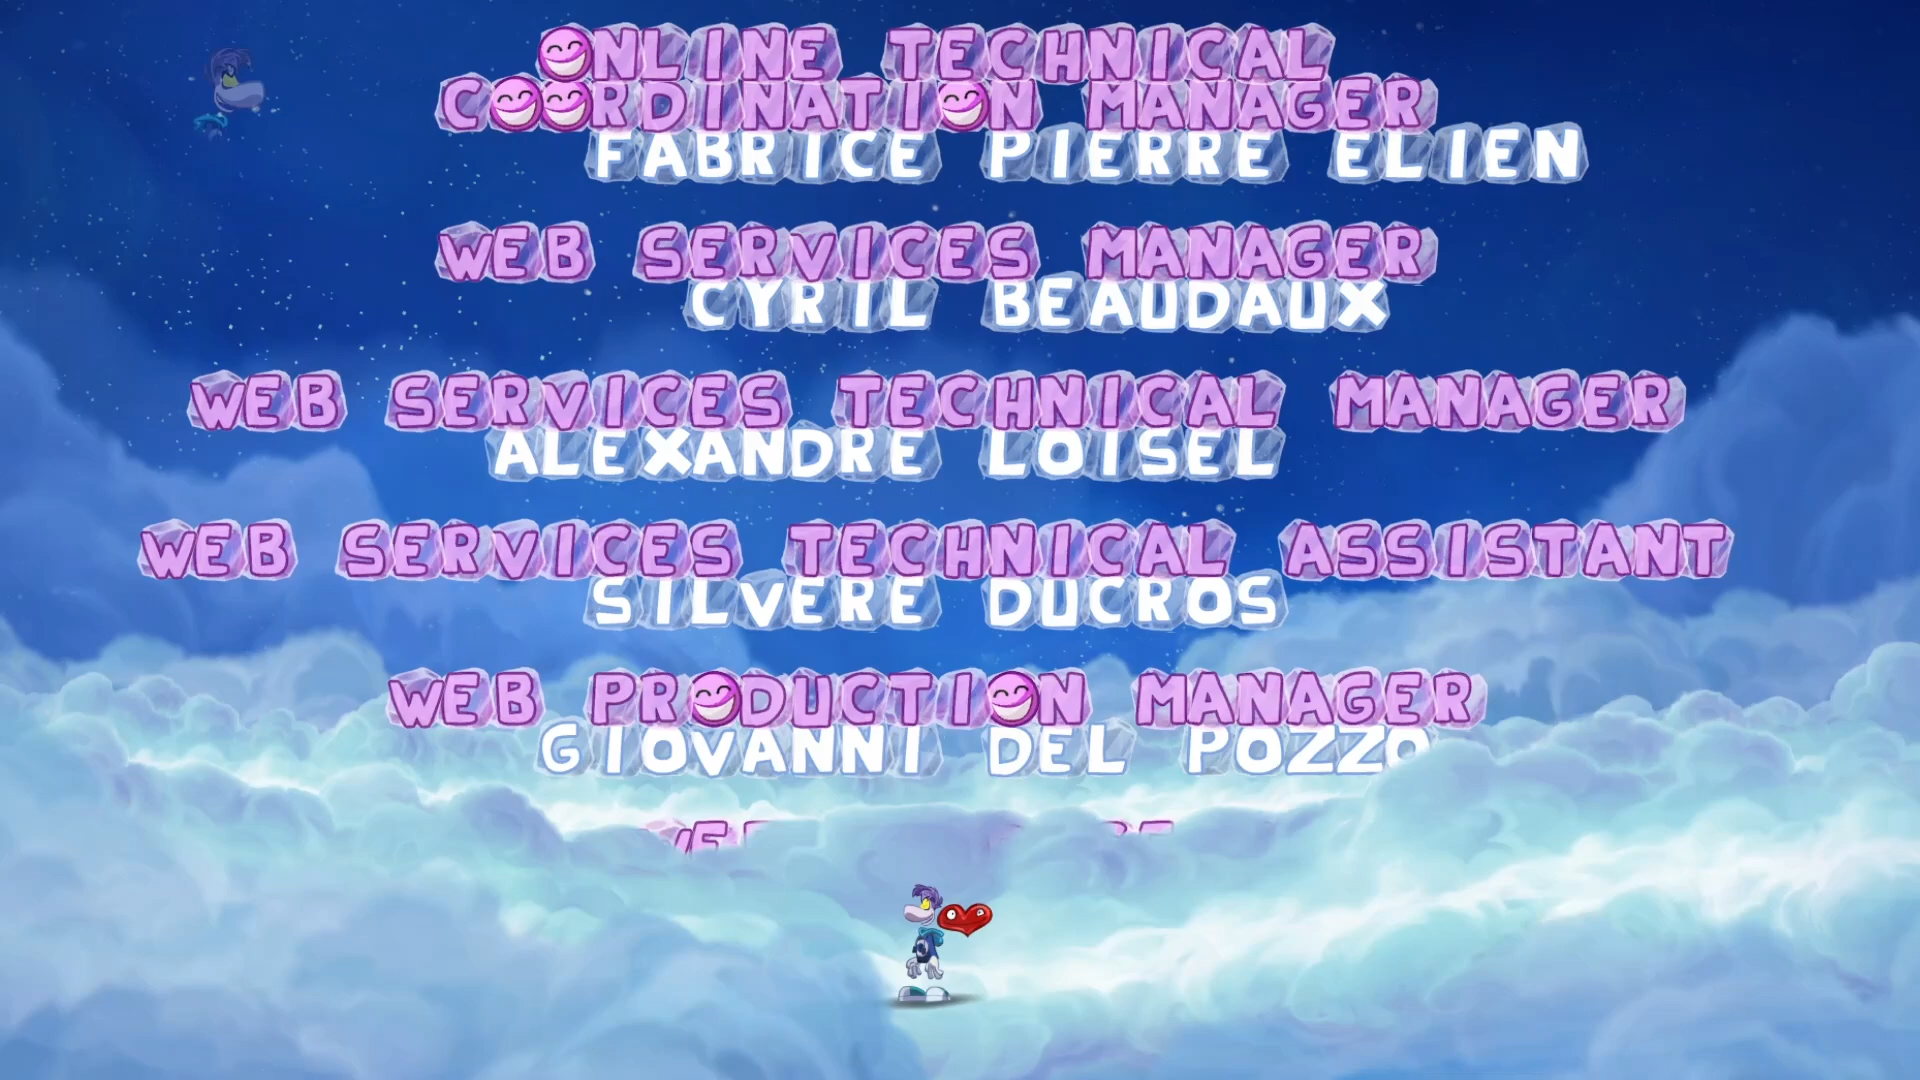 ONLINE TECHNICAL
COORDINATION MANAGER
FABRICE PIERRE ELIEN
WEB SERVICES MANAGER
CYRIL BEAUDAUX
WEB SERVICES TECHNICAL MANAGER
ALEXANDRE LOISEL
WEB SERVICES TECHNICAL ASSISTANT
SILVERE DUCROS
WEB PRODUCTION MANAGER
GIOVANNI DEL POZZO